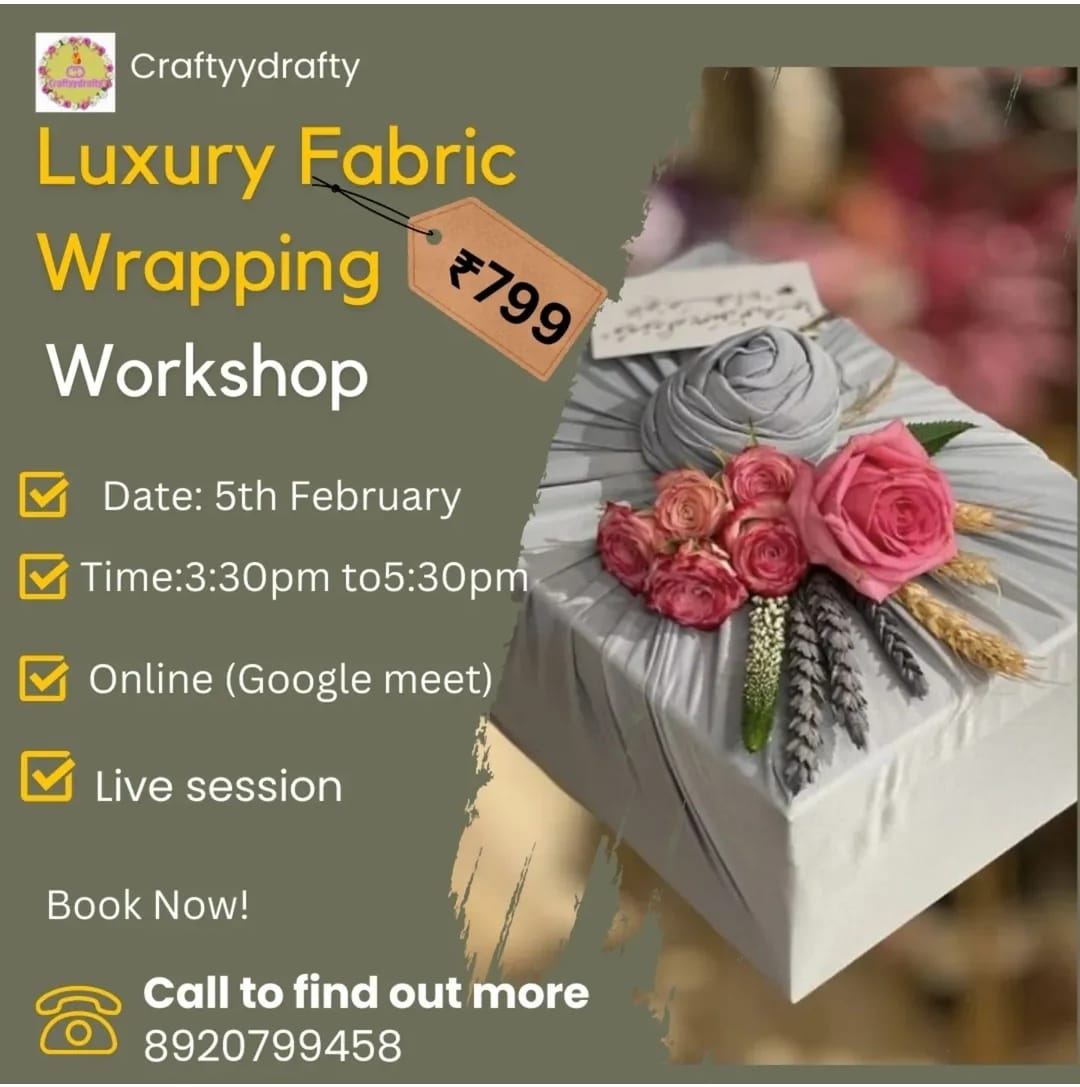 Craftyydrafty
Craftyydrafty
Luxury Fabric
Wrapping
₹799
Workshop
Date: 5th February
Time:3:30pm to5:30pm
Online (Google meet)
Live session
Book Now!
Call to find out more
8920799458